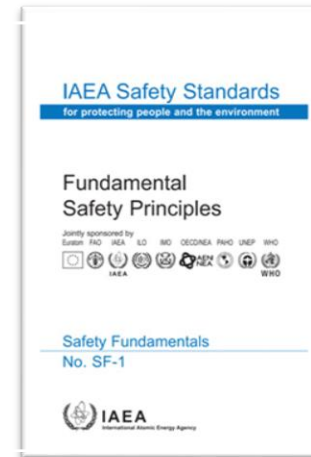 IAEA Safety Standards
for protecting people and the environment
Fundamental
Safety Principles
Jointly sponsored by
Euratom FAO IAEA ILO IMO OECD/NEA PAHO UNEP WHO
IAEA
NEA
WHO
Safety Fundamentals
No. SF-1
IAEA
International Atomic Energy Agency